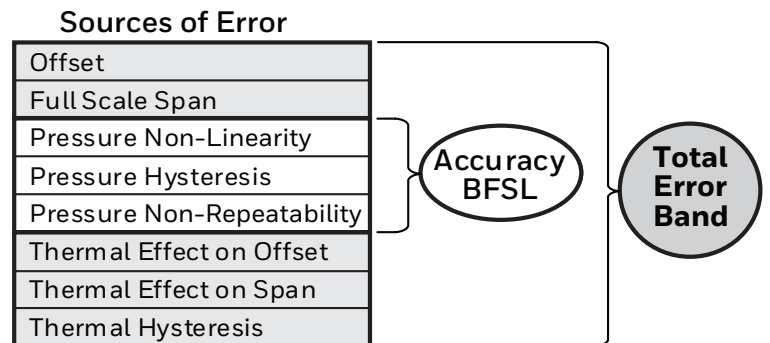 Sources of Error
Offset
Full Scale Span
Pressure Non-Linearity
Pressure Hysteresis
Pressure Non-Repeatability
Thermal Effect on Offset
Thermal Effect on Span
Thermal Hysteresis
Accuracy
BFSL
Total
Error
Band